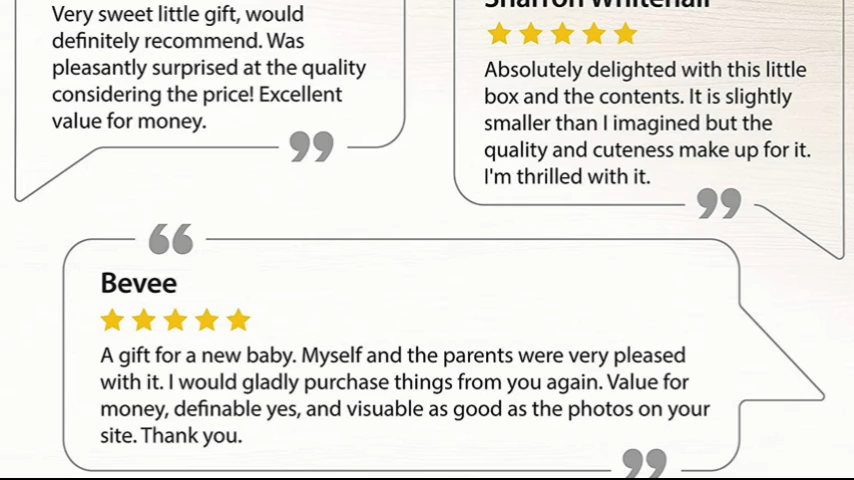 Very sweet little gift, would
definitely recommend. Was
pleasantly surprised at the quality
considering the price! Excellent
value for money.
”
Absolutely delighted with this little
box and the contents. It is slightly
smaller than I imagined but the
quality and cuteness make up for it.
I'm thrilled with it.
”
“
Bevee
A gift for a new baby. Myself and the parents were very pleased
with it. I would gladly purchase things from you again. Value for
money, definable yes, and visuable as good as the photos on your
site. Thank you.
”